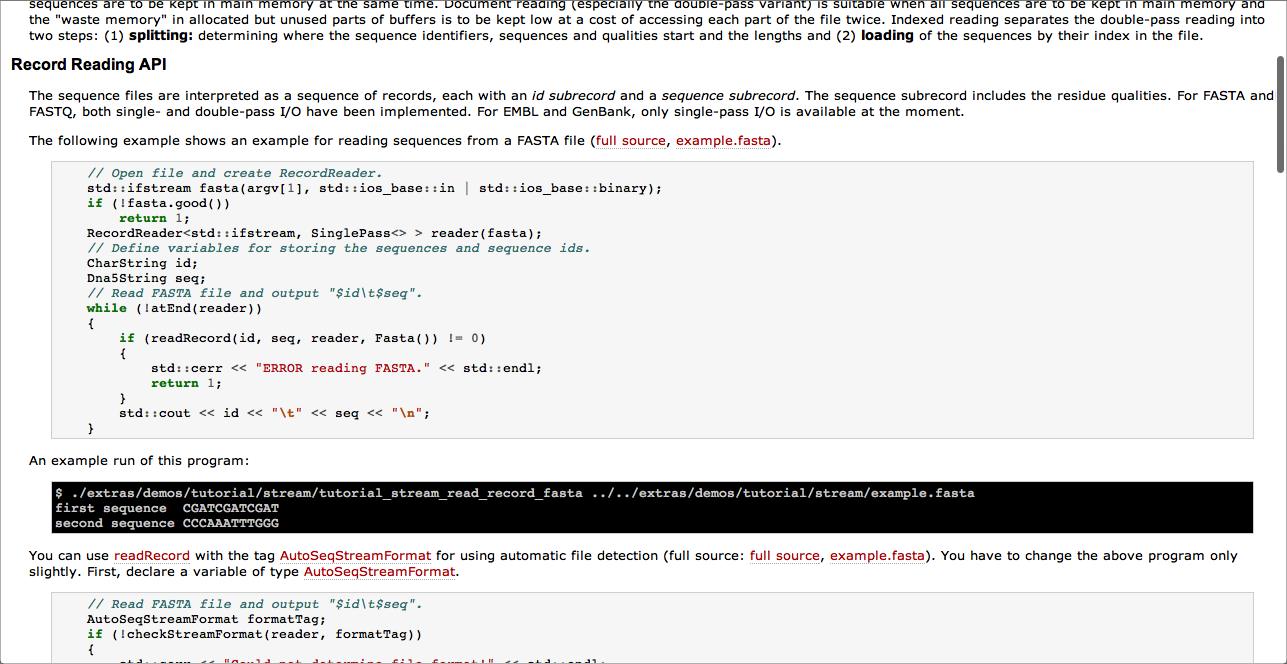 sequences are to be kept in main memory at the same time. Document reading (especially the double-pass variant) is suitable when all sequences are to be kept in main memory and
the "waste memory" in allocated but unused parts of buffers is to be kept low at a cost of accessing each part of the file twice. Indexed reading separates the double-pass reading into
two steps: (1) splitting: determining where the sequence identifiers, sequences and qualities start and the lengths and (2) loading of the sequences by their index in the file.
Record Reading API
The sequence files are interpreted as a sequence of records, each with an id subrecord and a sequence subrecord. The sequence subrecord includes the residue qualities. For FASTA and
FASTQ, both single- and double-pass I/O have been implemented. For EMBL and GenBank, only single-pass I/O is available at the moment.
The following example shows an example for reading sequences from a FASTA file (full source, example.fasta).
// Open file and create RecordReader.
std::ifstream fasta(argv[1], std::ios_base::in | std::ios_base::binary);
if (!fasta.good())
    return 1;
RecordReader<std::ifstream, SinglePass<> > reader(fasta);
// Define variables for storing the sequences and sequence ids.
CharString id;
Dna5String seq;
// Read FASTA file and output "$id\t$seq".
while (!atEnd(reader))
{
    if (readRecord(id, seq, reader, Fasta()) != 0)
    {
        std::cerr << "ERROR reading FASTA." << std::endl;
        return 1;
    }
    std::cout << id << "\t" << seq << "\n";
}
An example run of this program:
$ ./extras/demos/tutorial/stream/tutorial_stream_read_record_fasta ../../extras/demos/tutorial/stream/example.fasta
first sequence  CGATCGATCGAT
second sequence CCCAAATTTGGG
You can use readRecord with the tag AutoSeqStreamFormat for using automatic file detection (full source: full source, example.fasta). You have to change the above program only
slightly. First, declare a variable of type AutoSeqStreamFormat.
// Read FASTA file and output "$id\t$seq".
AutoSeqStreamFormat formatTag;
if (!checkStreamFormat(reader, formatTag))
{
    std::cerr << "Could not determine file format!" << std::endl;